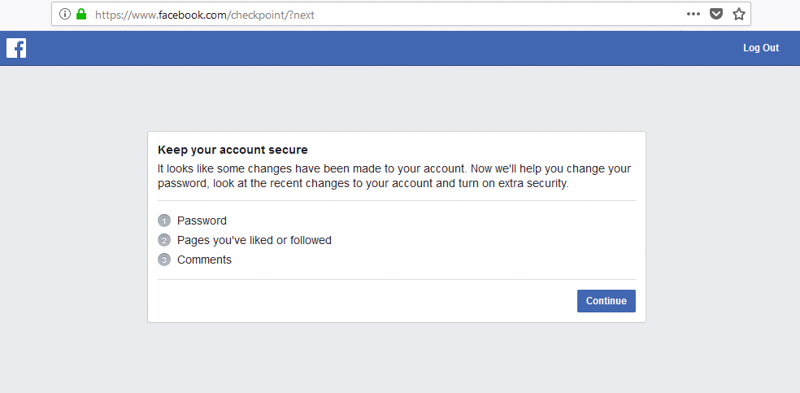 https://www.facebook.com/checkpoint/?next
f
Log Out
Keep your account secure
It looks like some changes have been made to your account. Now we'll help you change your
password, look at the recent changes to your account and turn on extra security.
1 Password
2 Pages you've liked or followed
3 Comments
Continue